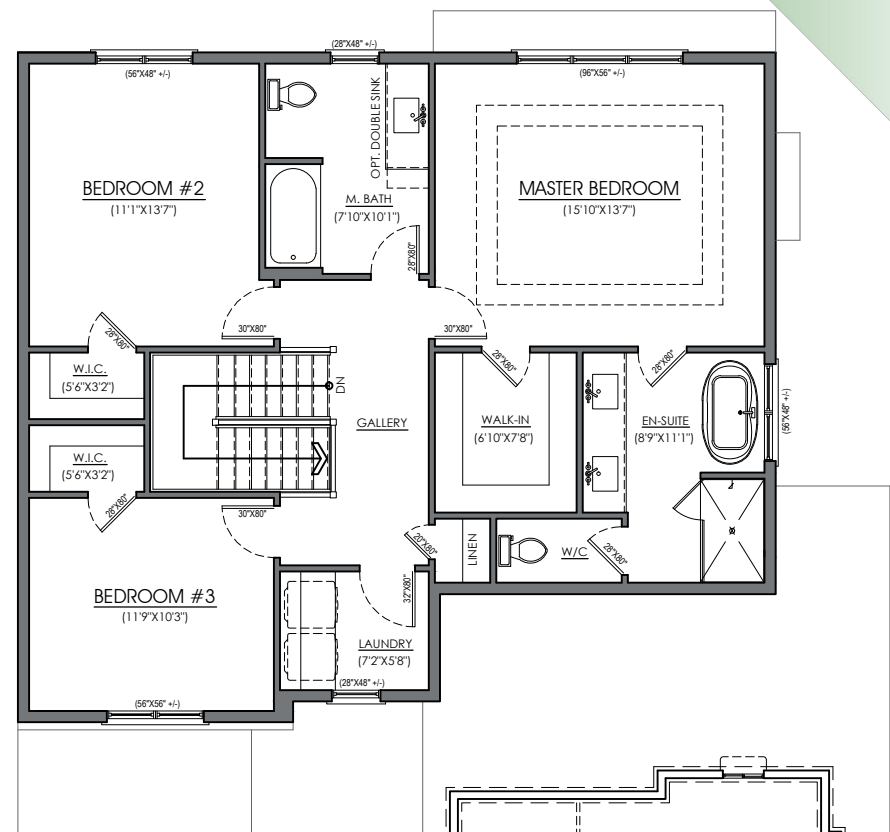 (28"X48" +/-)
(56"X48" +/-)
(96"X56" +/-)
OPT. DOUBLE SINK
BEDROOM #2
(11'1"X13'7")
M. BATH
(7'10"X10'1")
MASTER BEDROOM
(15'10"X13'7")
28"X80"
30"X80"
30"X80"
28"X80"
28"X80"
28"X80"
W.I.C.
(5'6"X3'2")
DN
GALLERY
WALK-IN
(6'10"X7'8")
EN-SUITE
(8'9"X11'1")
(56"X48" +/-)
W.I.C.
(5'6"X3'2")
28"X80"
30"X80"
20"X80"
LINEN
W/C
28"X80"
BEDROOM #3
(11'9"X10'3")
32"X80"
LAUNDRY
(7'2"X5'8")
(28"X48" +/-)
(56"X56" +/-)